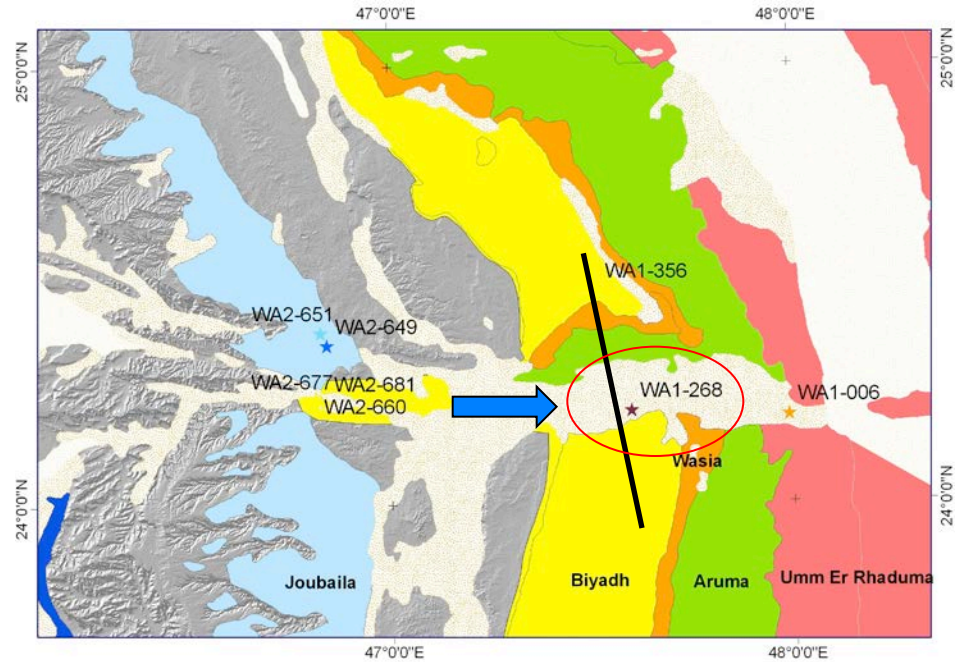 47°0'0"E 48°0'0"E
25°0'0"N 25°0'0"N
WA1-356
WA2-651
WA2-649
WA2-677 WA2-681
WA2-660
WA1-268 WA1-006
Wasia
24°0'0"N 24°0'0"N
Joubaila Biyadh Aruma Umm Er Rhaduma
47°0'0"E 48°0'0"E